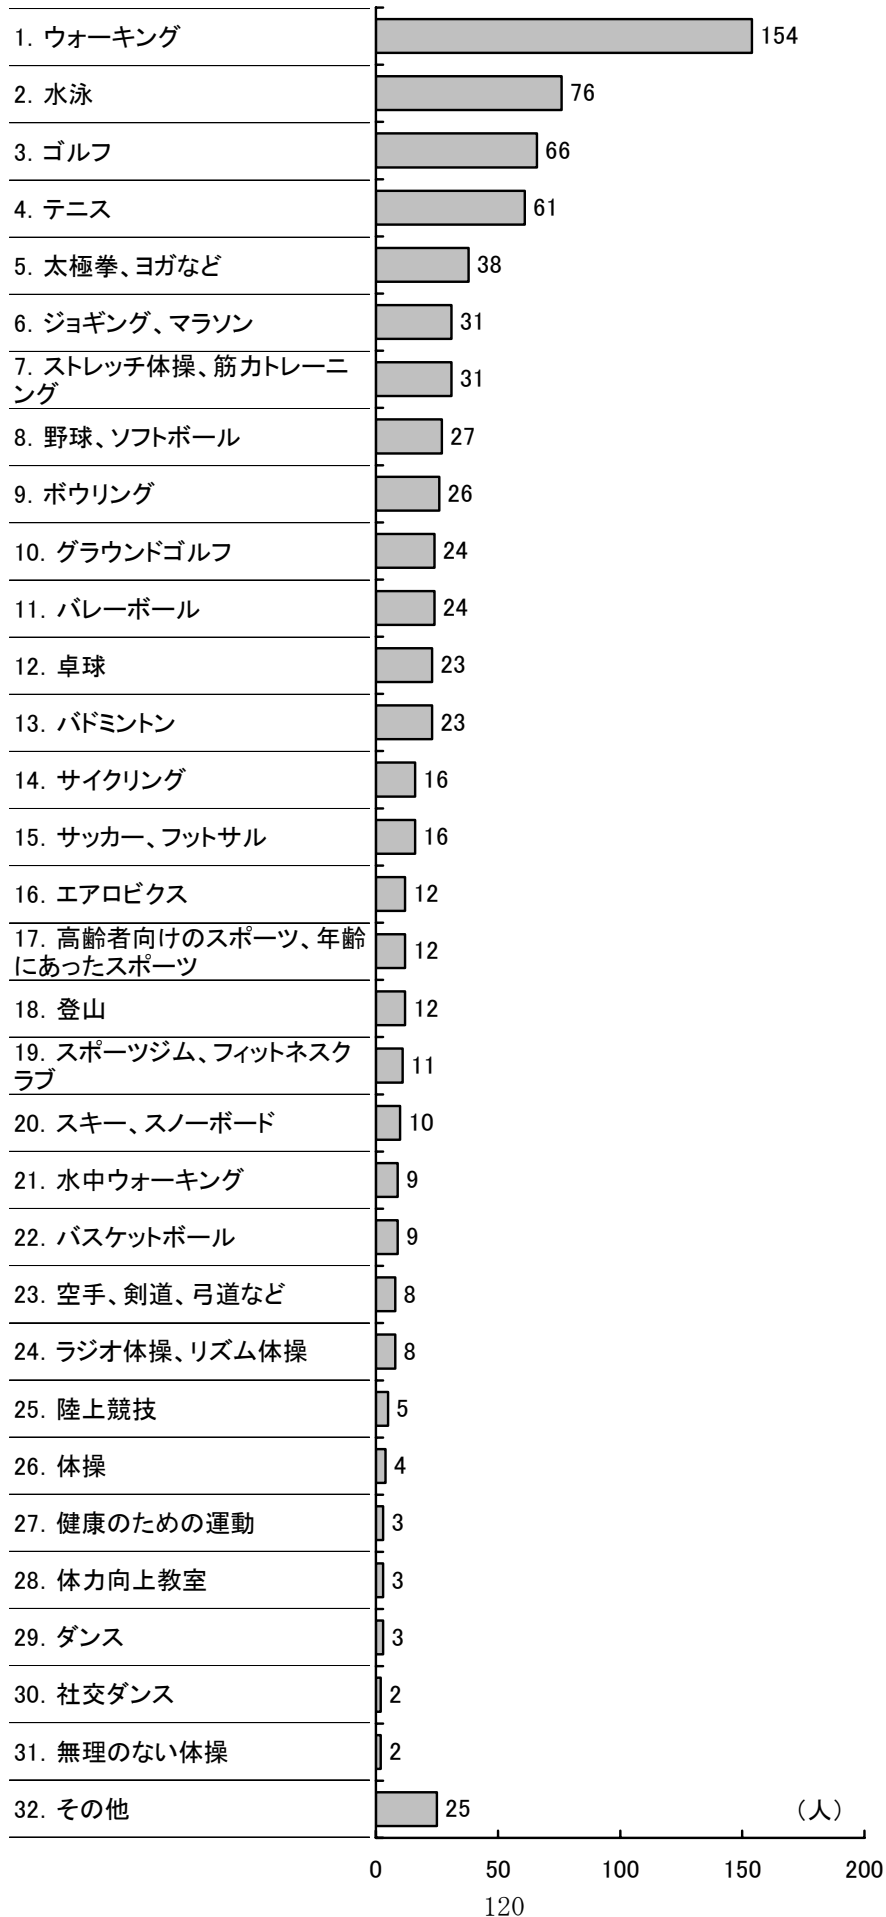 1. ウォーキング 154
2. 水泳 76
3. ゴルフ 66
4. テニス 61
5. 太極拳、ヨガなど 38
6. ジョギング、マラソン 31
7. ストレッチ体操、筋力トレーニ
ング 31
8. 野球、ソフトボール 27
9. ボウリング 26
10. グラウンドゴルフ 24
11. バレーボール 24
12. 卓球 23
13. バドミントン 23
14. サイクリング 16
15. サッカー、フットサル 16
16. エアロビクス 12
17. 高齢者向けのスポーツ、年齢
にあったスポーツ 12
18. 登山 12
19. スポーツジム、フィットネスク
ラブ 11
20. スキー、スノーボード 10
21. 水中ウォーキング 9
22. バスケットボール 9
23. 空手、剣道、弓道など 8
24. ラジオ体操、リズム体操 8
25. 陸上競技 5
26. 体操 4
27. 健康のための運動 3
28. 体力向上教室 3
29. ダンス 3
30. 社交ダンス 2
31. 無理のない体操 2
32. その他 25 （人）
0 50 100 150 200
120